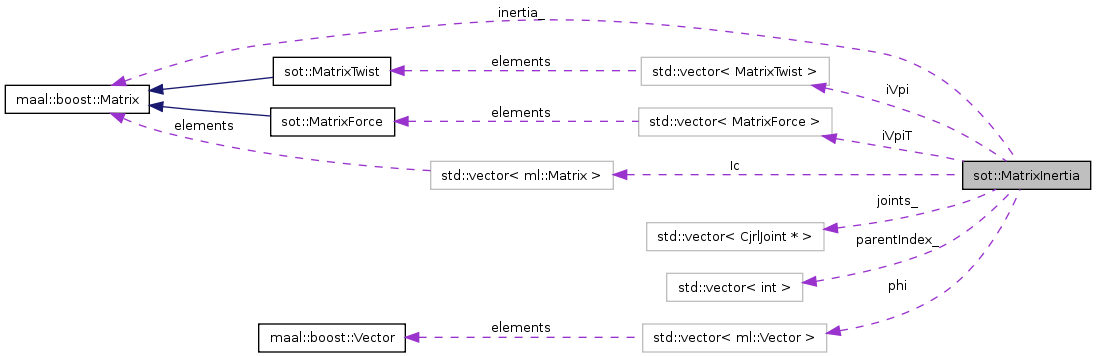 inertia_
sot::MatrixTwist
elements
std::vector< MatrixTwist >
maal::boost::Matrix
iVpi
elements
sot::MatrixForce
elements
std::vector< MatrixForce >
iVpiT
Ic
std::vector< ml::Matrix >
sot::MatrixInertia
joints_
std::vector< CjrlJoint * >
parentIndex_
std::vector< int >
phi
elements
maal::boost::Vector
std::vector< ml::Vector >